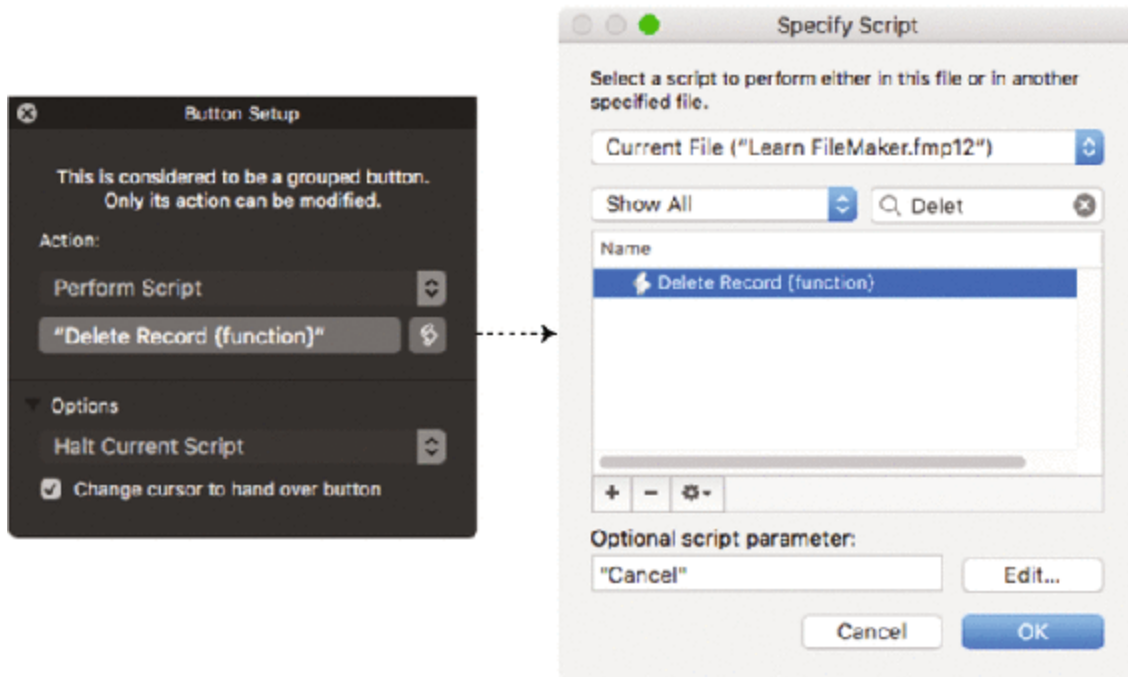 Button Setup
This is considered to be a grouped button.
Only its action can be modified.
Action:
Perform Script
“Delete Record {function}“
Options
Halt Current Script
Change cursor to hand over button
Specify Script
Select a script to perform either in this file or in another
specified file.
Current File (“Learn FileMaker.fmp12“)
Show All
Delet
Name
Delete Record {function}
Optional script parameter:
"Cancel"
Edit...
Cancel
OK